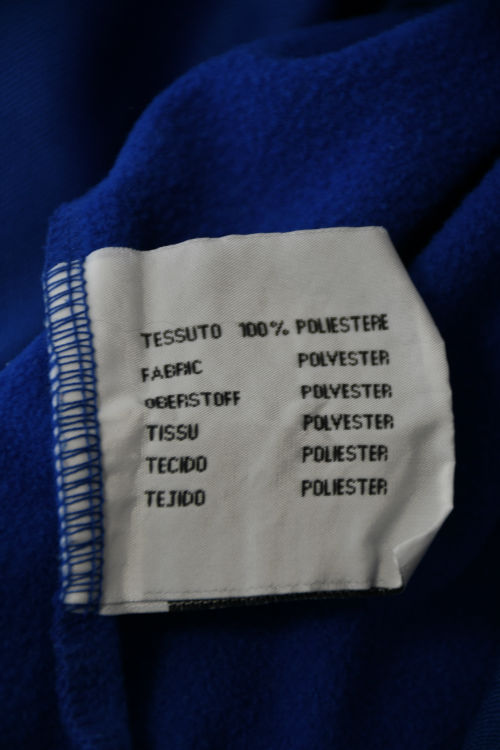 TESSUTO 100% POLIESTERE
FABRIC POLYESTER
OBERSTOFF POLYESTER
TISSU POLYESTER
TECIDO POLIESTER
TEJIDO POLIESTER